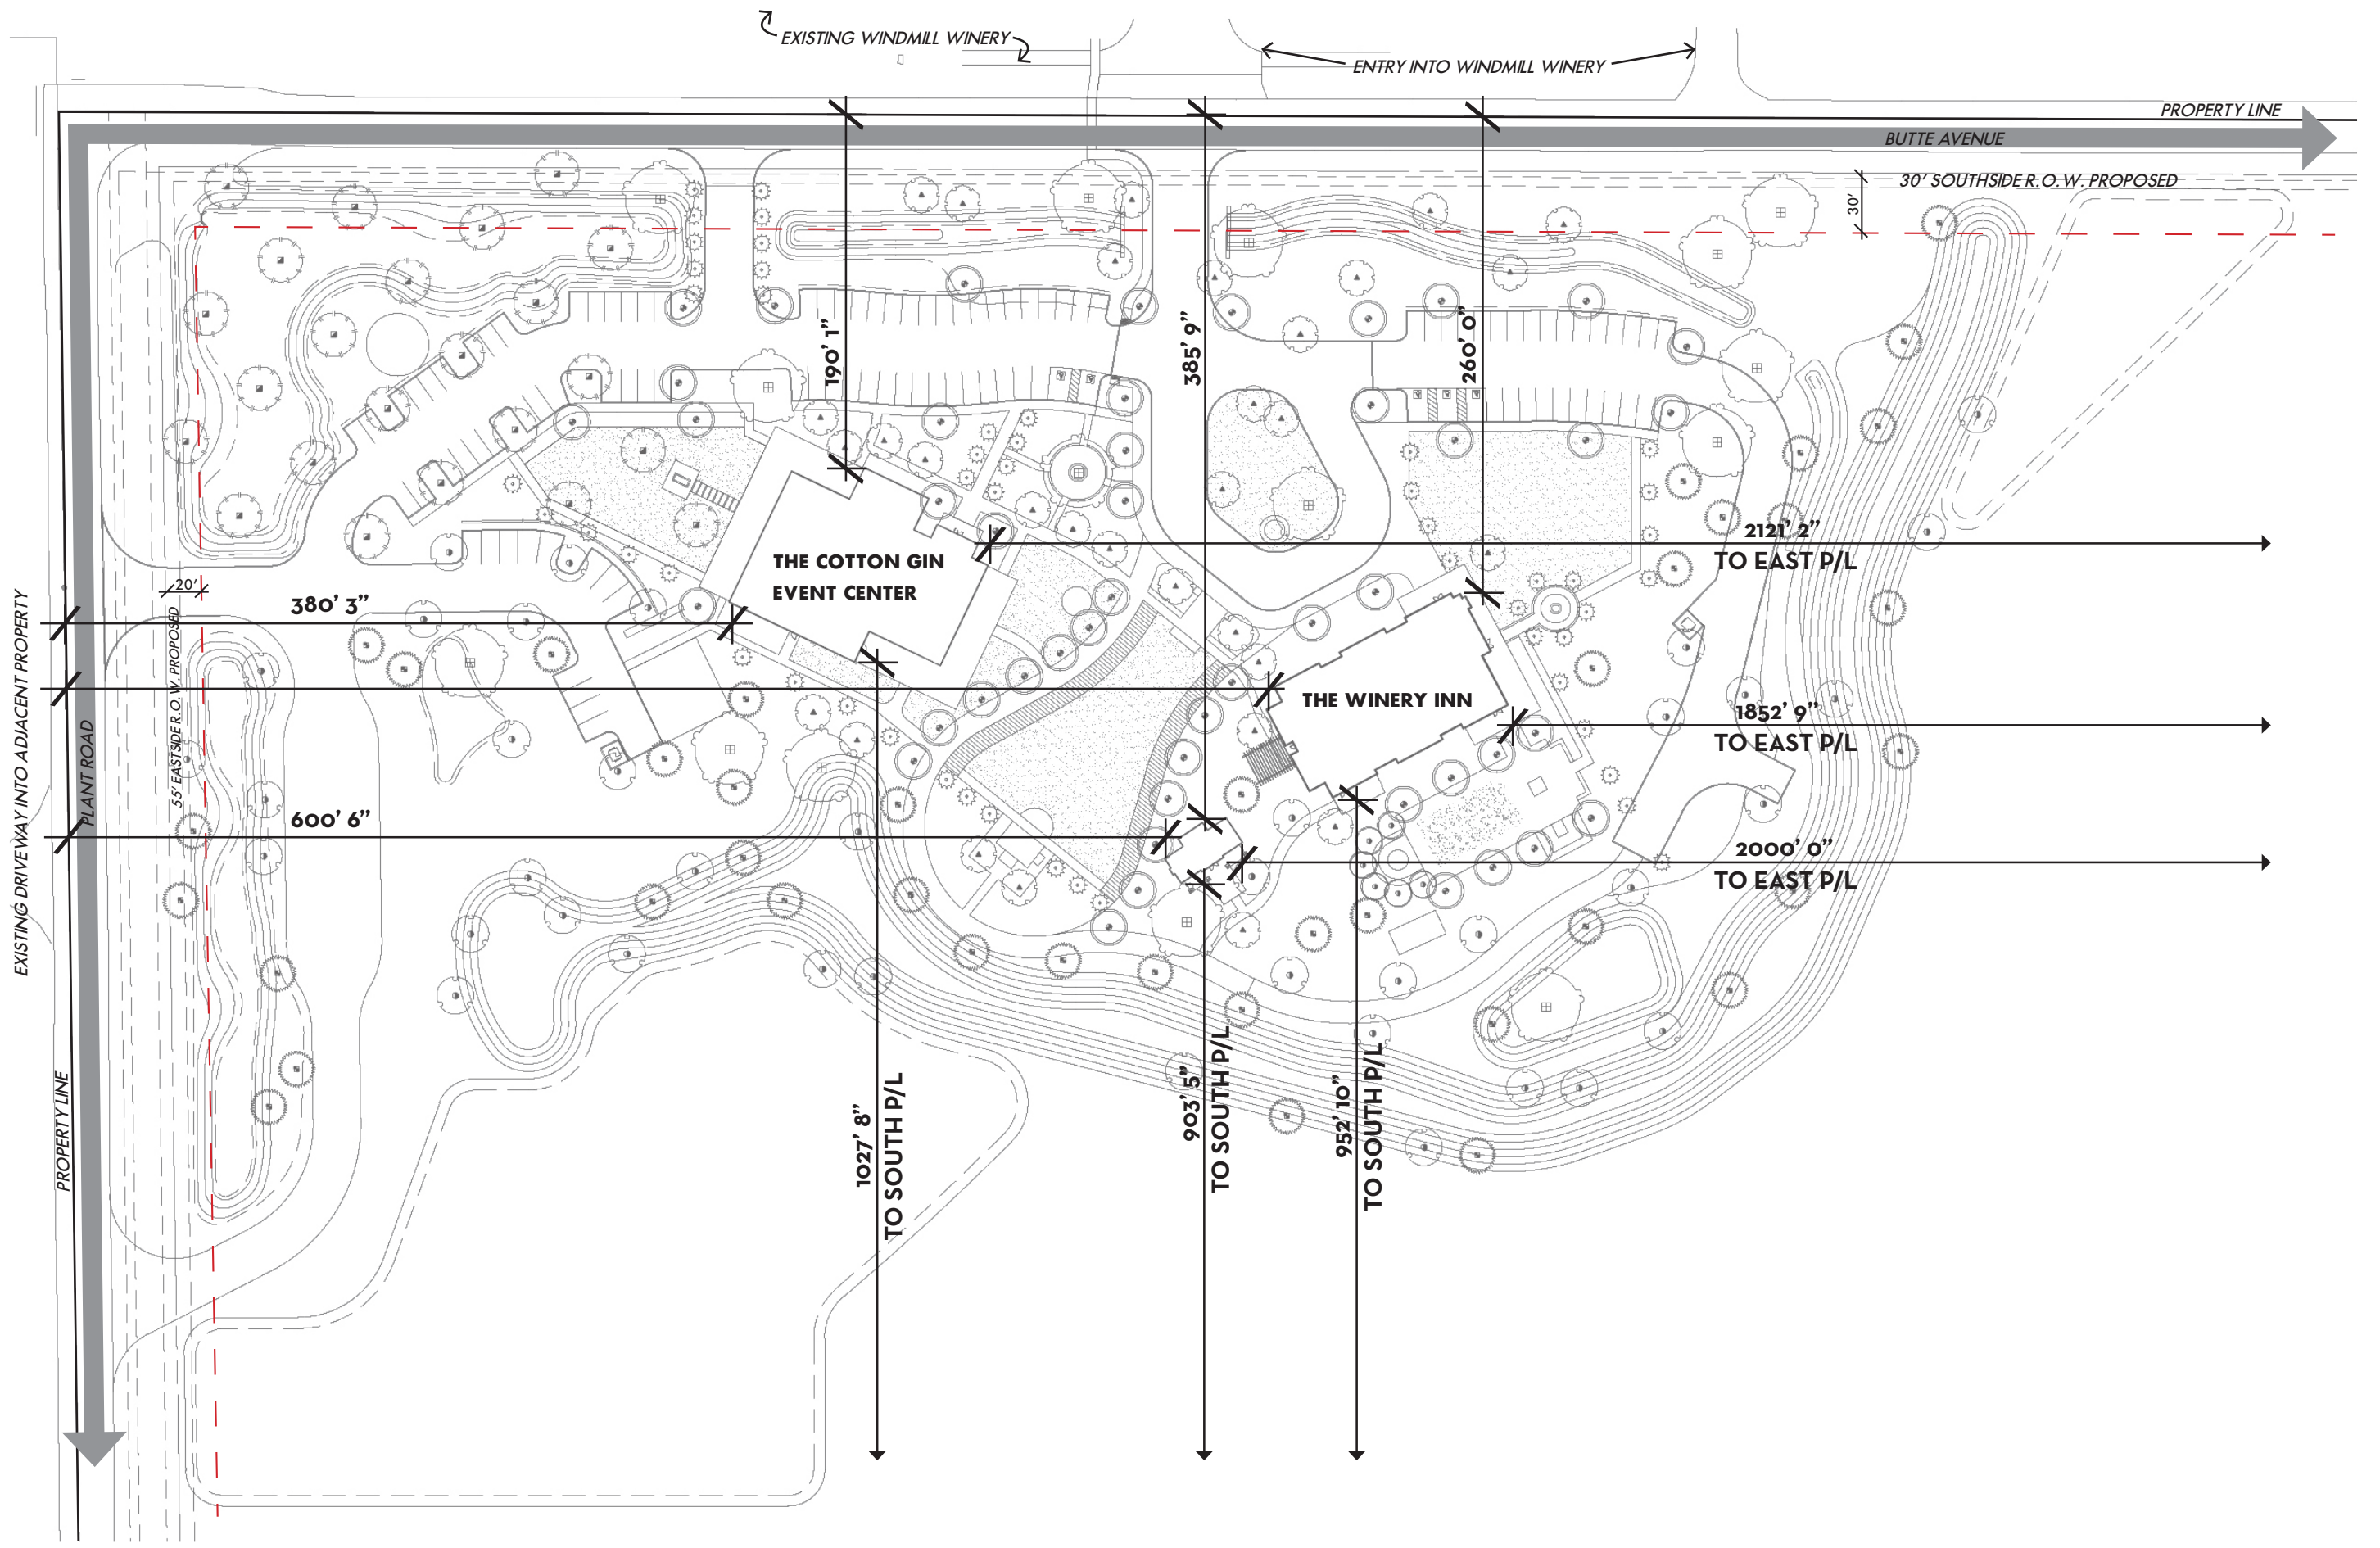 EXISTING WINDMILL WINERY
ENTRY INTO WINDMILL WINERY
PROPERTY LINE
BUTTE AVENUE
30’ SOUTHSIDE R.O.W. PROPOSED
30’
190’ 1”
385’ 9”
260’ 0”
2121’ 2”
TO EAST P/L
THE COTTON GIN
EVENT CENTER
20’
380’ 3”
55’ EASTSIDE R.O.W. PROPOSED
EXISTING DRIVEWAY INTO ADJACENT PROPERTY
PLANT ROAD
THE WINERY INN
1852’ 9”
TO EAST P/L
600’ 6”
2000’ 0”
TO EAST P/L
PROPERTY LINE
1027’ 8”
TO SOUTH P/L
903’ 5”
TO SOUTH P/L
952’ 10”
TO SOUTH P/L